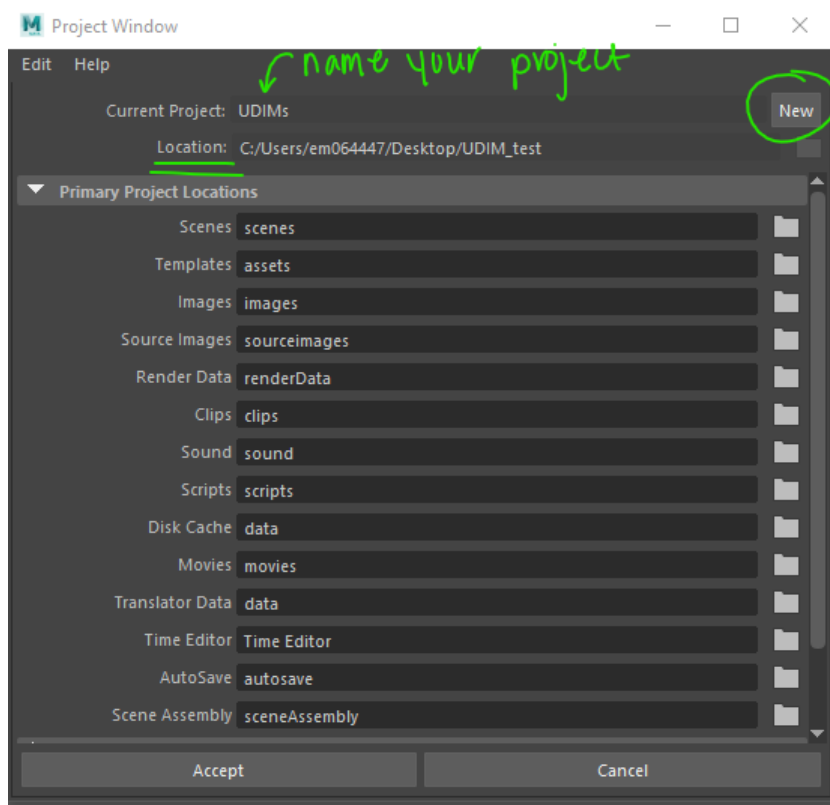 Project Window
Edit Help
name your project
Current Project: UDIMs
New
Location: C:/Users/em064447/Desktop/UDIM_test
Primary Project Locations
Scenes scenes
Templates assets
Images images
Source Images sourceimages
Render Data renderData
Clips clips
Sound sound
Scripts scripts
Disk Cache data
Movies movies
Translator Data data
Time Editor Time Editor
AutoSave autosave
Scene Assembly sceneAssembly
Accept Cancel